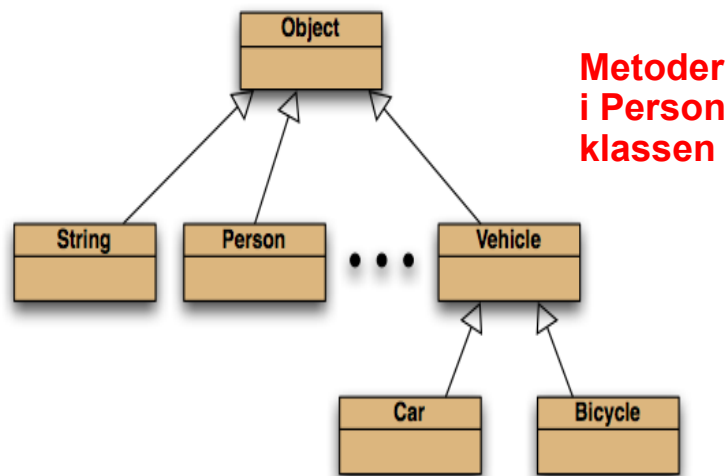 Object
Metoder
i Person
klassen
String
Person
Vehicle
Car
Bicycle